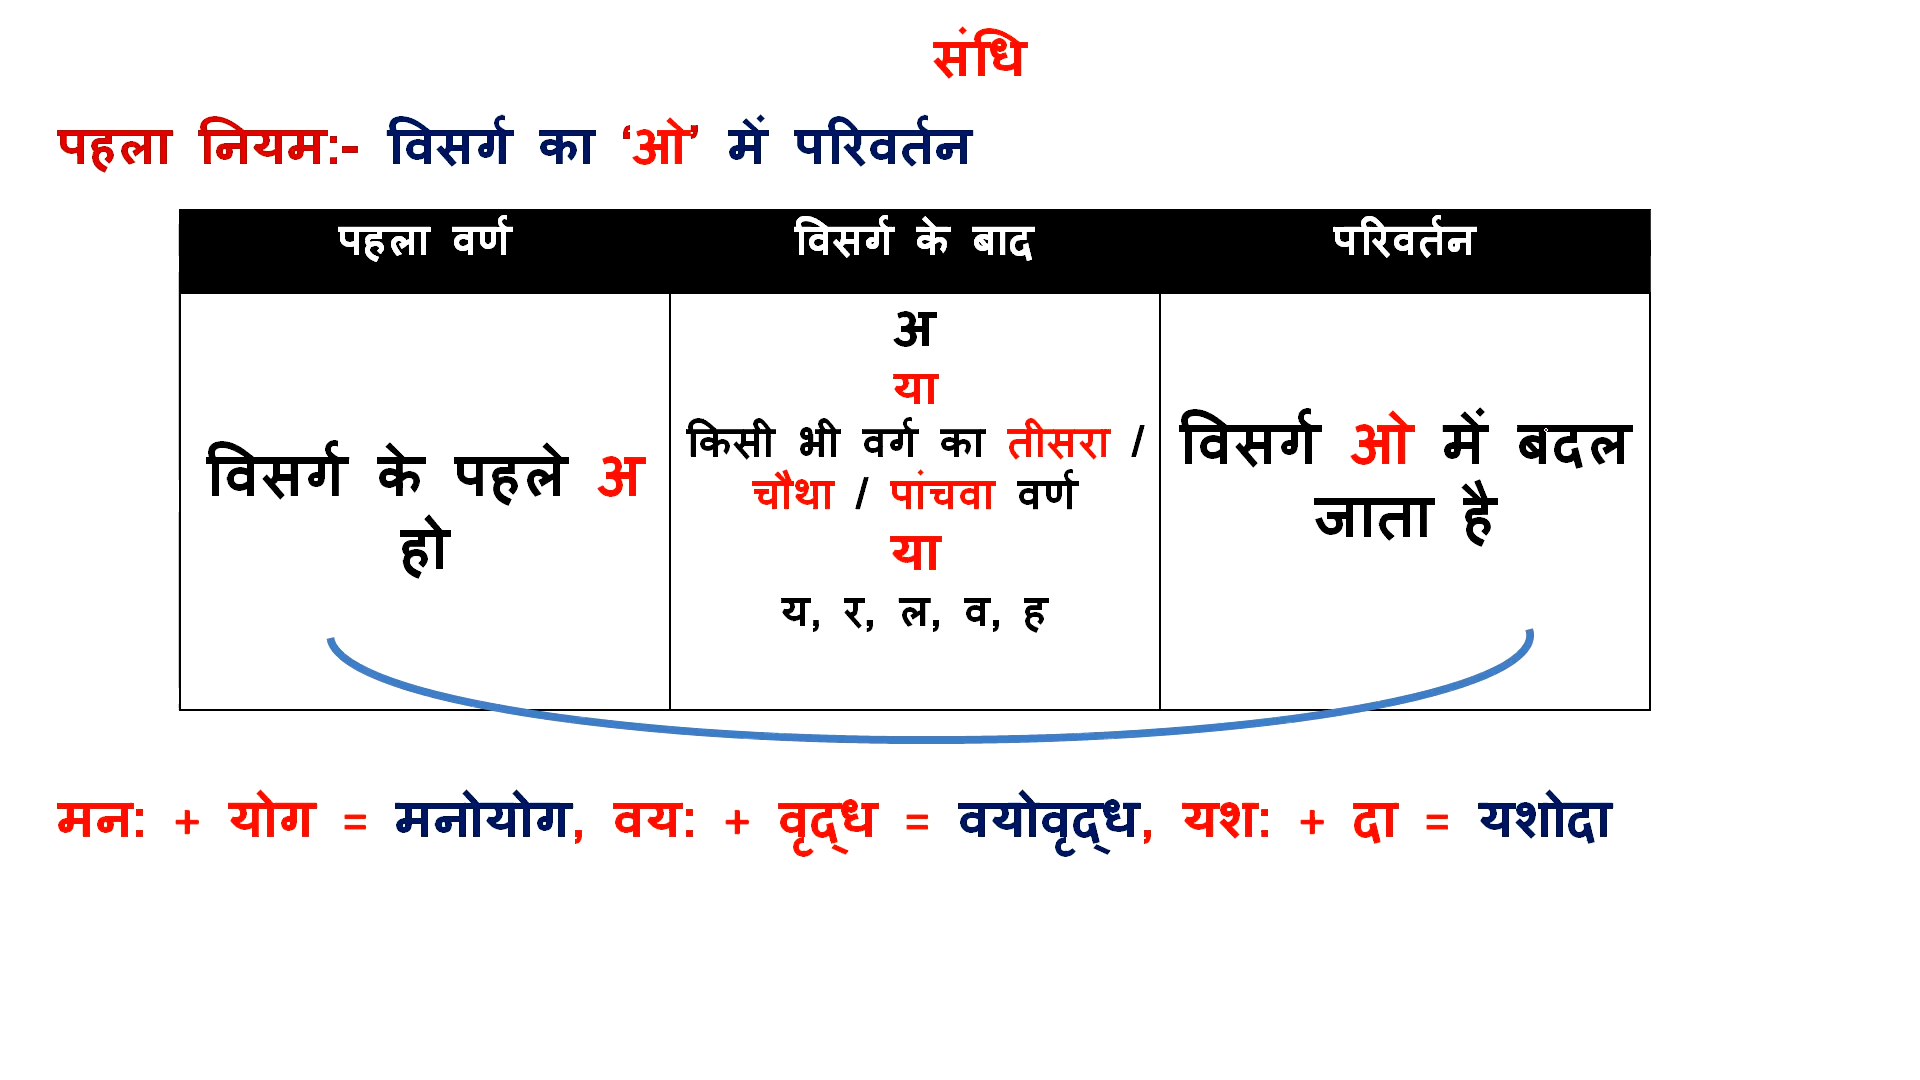 संधि
पहला नियम:- विसर्ग का ‘ओ’ में परिवर्तन
पहला वर्ण
विसर्ग के बाद
परिवर्तन
विसर्ग के पहले अ
हो
अ
या
किसी भी वर्ग का तीसरा /
चौथा / पांचवा वर्ण
या
य, र, ल, व, ह
विसर्ग ओ में बदल
जाता है
मन: + योग = मनोयोग, वय: + वृद्ध = वयोवृद्ध, यश: + दा = यशोदा